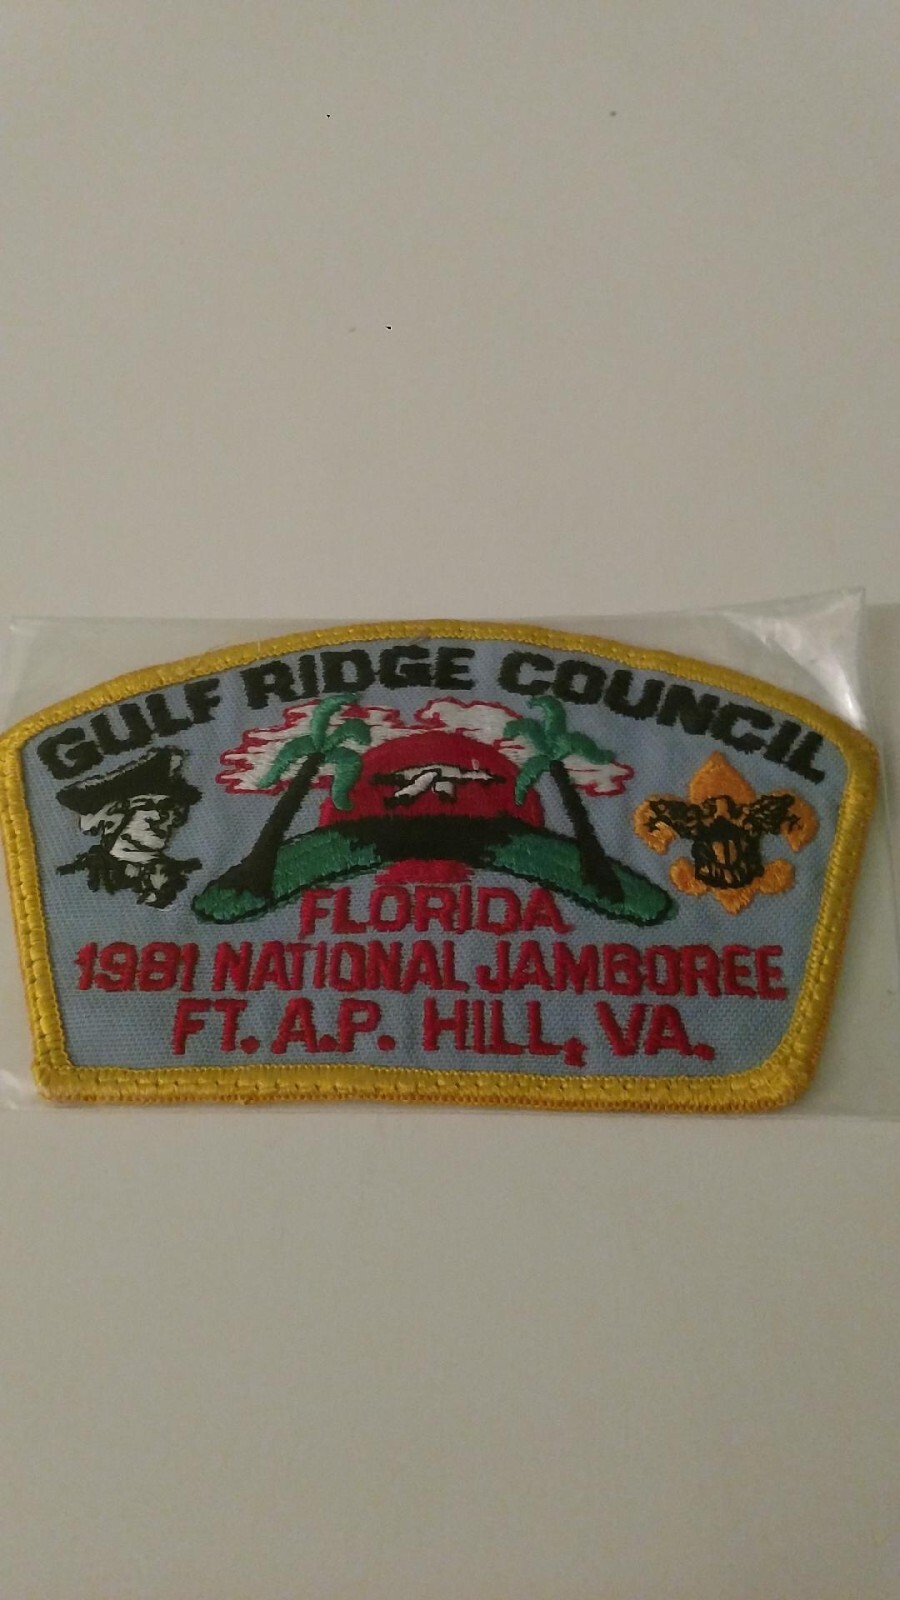 GULF RIDGE COUNCIL
FLORIDA
1981 NATIONAL JAMBOREE
FT. A.P. HILL, VA.